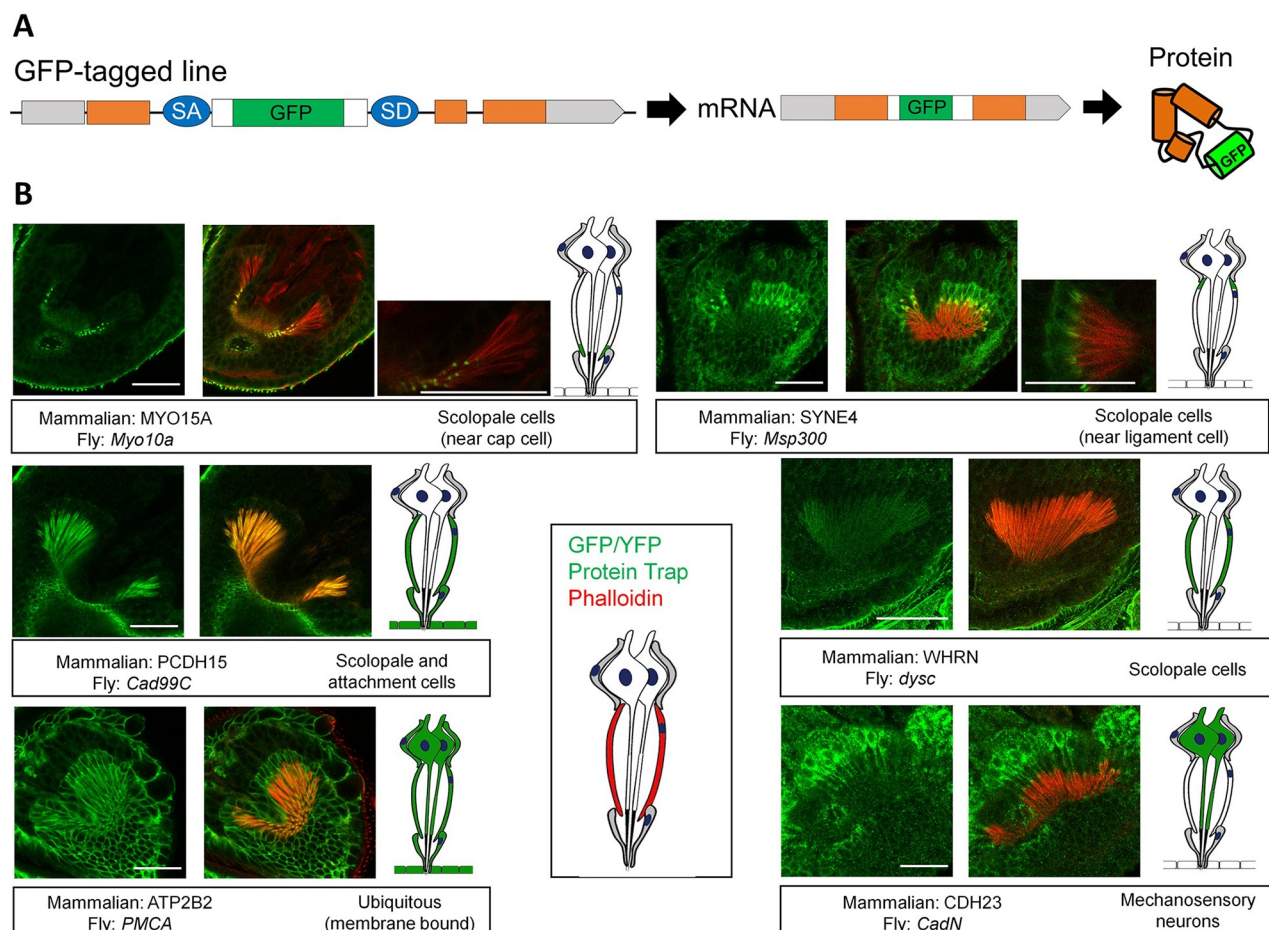 A
GFP-tagged line
SA
GFP
SD
mRNA
GFP
Protein
GFP
B
Mammalian: MYO15A
Fly: Myo10a
Scolopale cells
(near cap cell)
Mammalian: SYNE4
Fly: Msp300
Scolopale cells
(near ligament cell)
Mammalian: PCDH15
Fly: Cad99C
Scolopale and
attachment cells
GFP/YFP
Protein Trap
Phalloidin
Mammalian: WHRN
Fly: dysc
Scolopale cells
Mammalian: ATP2B2
Fly: PMCA
Ubiquitous
(membrane bound)
Mammalian: CDH23
Fly: CadN
Mechanosensory
neurons